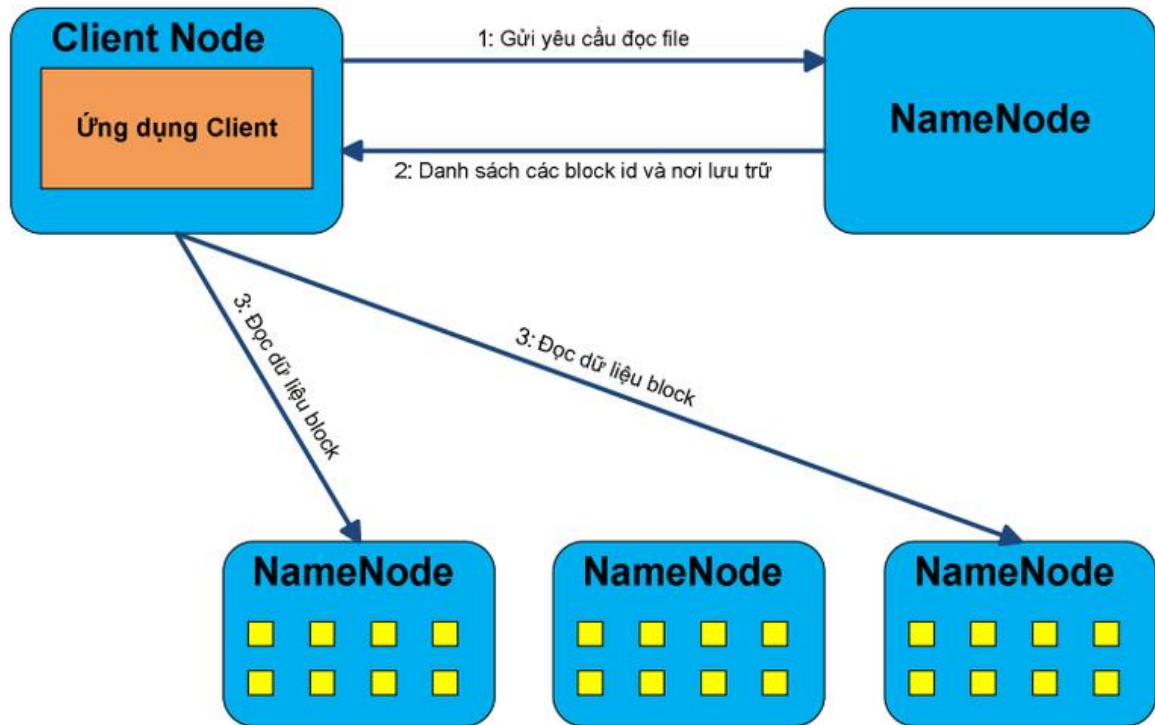 Client Node
Ứng dụng Client
1: Gửi yêu cầu đọc file
NameNode
2: Danh sách các block id và nơi lưu trữ
3: Đọc dữ liệu block
3: Đọc dữ liệu block
NameNode
NameNode
NameNode